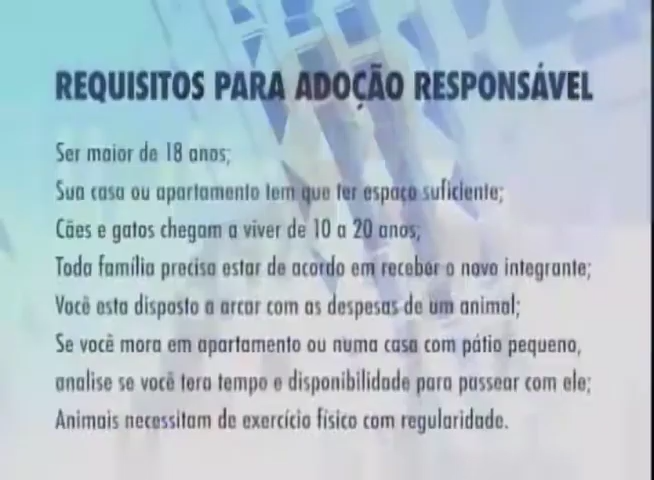 REQUISITOS PARA ADOÇÃO RESPONSÁVEL
Ser maior de 18 anos;
Sua casa ou apartamento tem que ter espaço suficiente;
Cães e gatos chegam a viver de 10 a 20 anos;
Toda família precisa estar de acordo em receber o novo integrante;
Você esta disposto a arcar com as despesas de um animal;
Se você mora em apartamento ou numa casa com pátio pequeno,
analise se você tera tempo e disponibilidade para passear com ele;
Animais necessitam de exercício físico com regularidade.